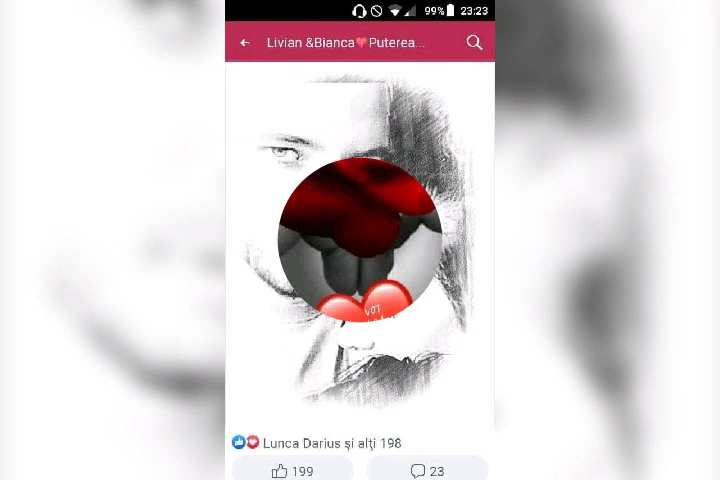 99% 23:23
Livian &Bianca❤Puterea...
Lunca Darius și alți 198
199 23